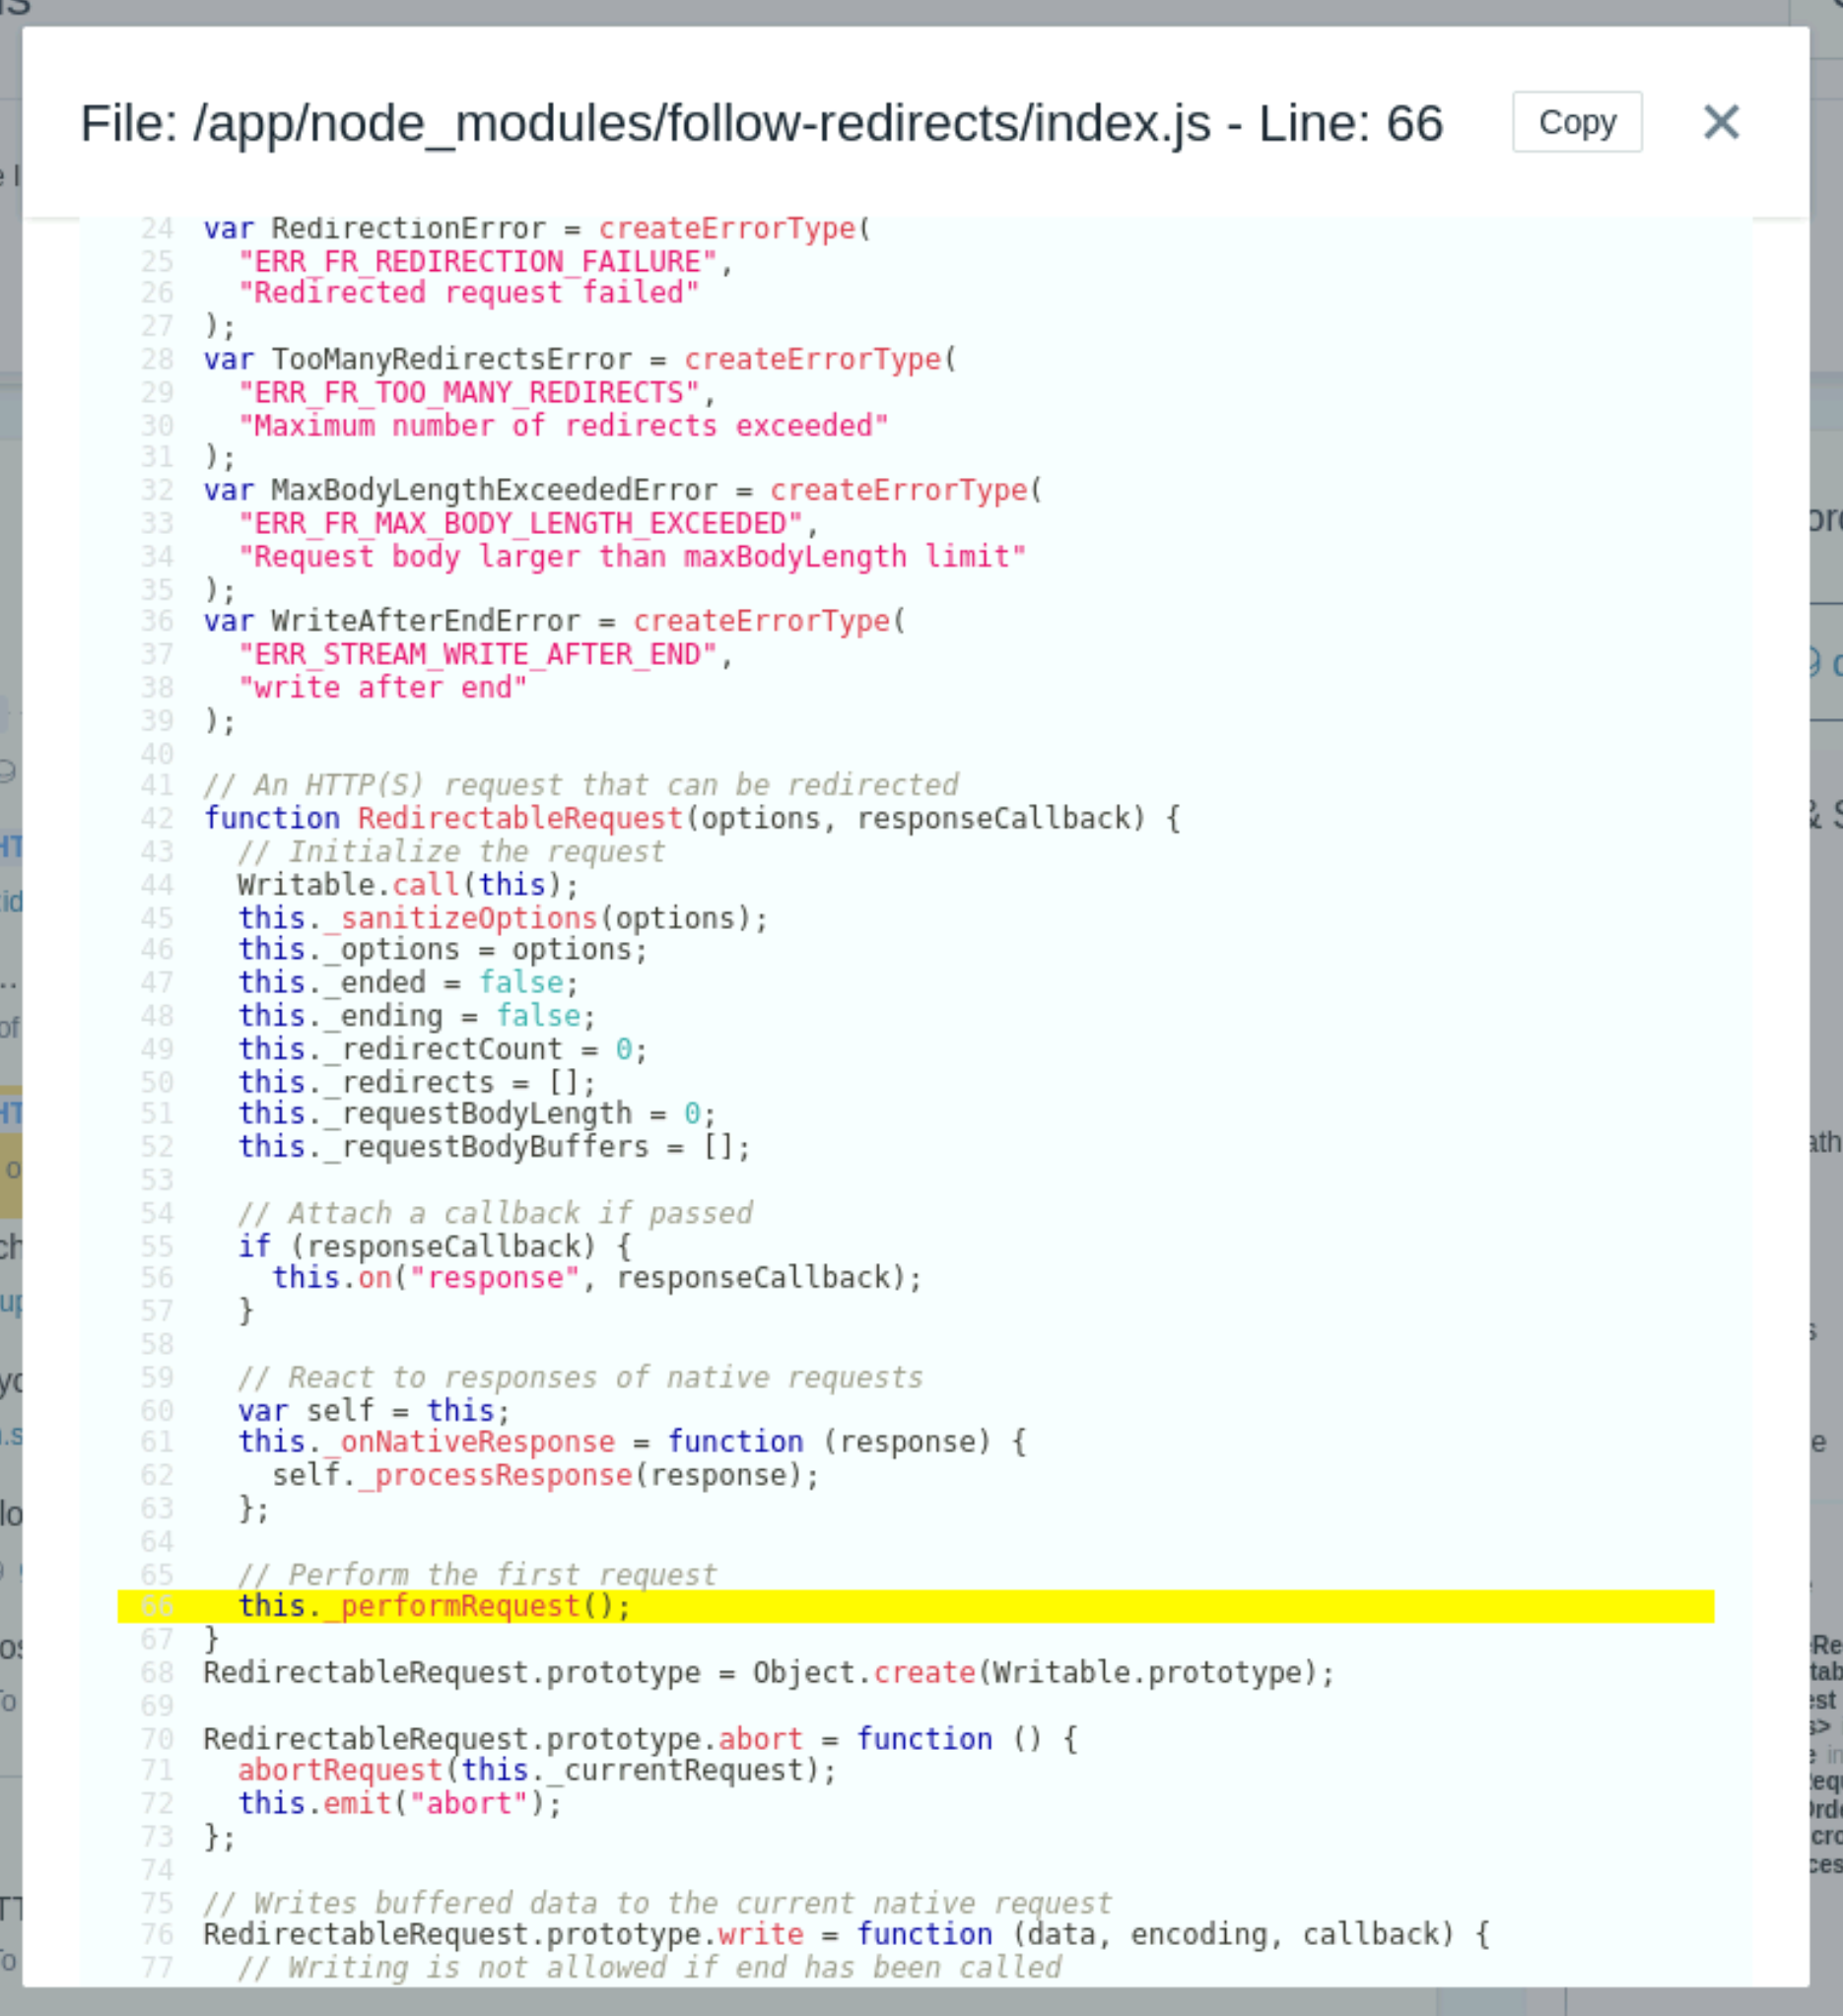 File: /app/node_modules/follow-redirects/index.js - Line: 66
Copy
24 var RedirectionError = createErrorType(
25   "ERR_FR_REDIRECTION_FAILURE",
26   "Redirected request failed"
27 );
28 var TooManyRedirectsError = createErrorType(
29   "ERR_FR_TOO_MANY_REDIRECTS",
30   "Maximum number of redirects exceeded"
31 );
32 var MaxBodyLengthExceededError = createErrorType(
33   "ERR_FR_MAX_BODY_LENGTH_EXCEEDED",
34   "Request body larger than maxBodyLength limit"
35 );
36 var WriteAfterEndError = createErrorType(
37   "ERR_STREAM_WRITE_AFTER_END",
38   "write after end"
39 );
40
41 // An HTTP(S) request that can be redirected
42 function RedirectableRequest(options, responseCallback) {
43   // Initialize the request
44   Writable.call(this);
45   this._sanitizeOptions(options);
46   this._options = options;
47   this._ended = false;
48   this._ending = false;
49   this._redirectCount = 0;
50   this._redirects = [];
51   this._requestBodyLength = 0;
52   this._requestBodyBuffers = [];
53
54   // Attach a callback if passed
55   if (responseCallback) {
56     this.on("response", responseCallback);
57   }
58
59   // React to responses of native requests
60   var self = this;
61   this._onNativeResponse = function (response) {
62     self._processResponse(response);
63   };
64
65   // Perform the first request
66   this._performRequest();
67 }
68 RedirectableRequest.prototype = Object.create(Writable.prototype);
69
70 RedirectableRequest.prototype.abort = function () {
71   abortRequest(this._currentRequest);
72   this.emit("abort");
73 };
74
75 // Writes buffered data to the current native request
76 RedirectableRequest.prototype.write = function (data, encoding, callback) {
77   // Writing is not allowed if end has been called